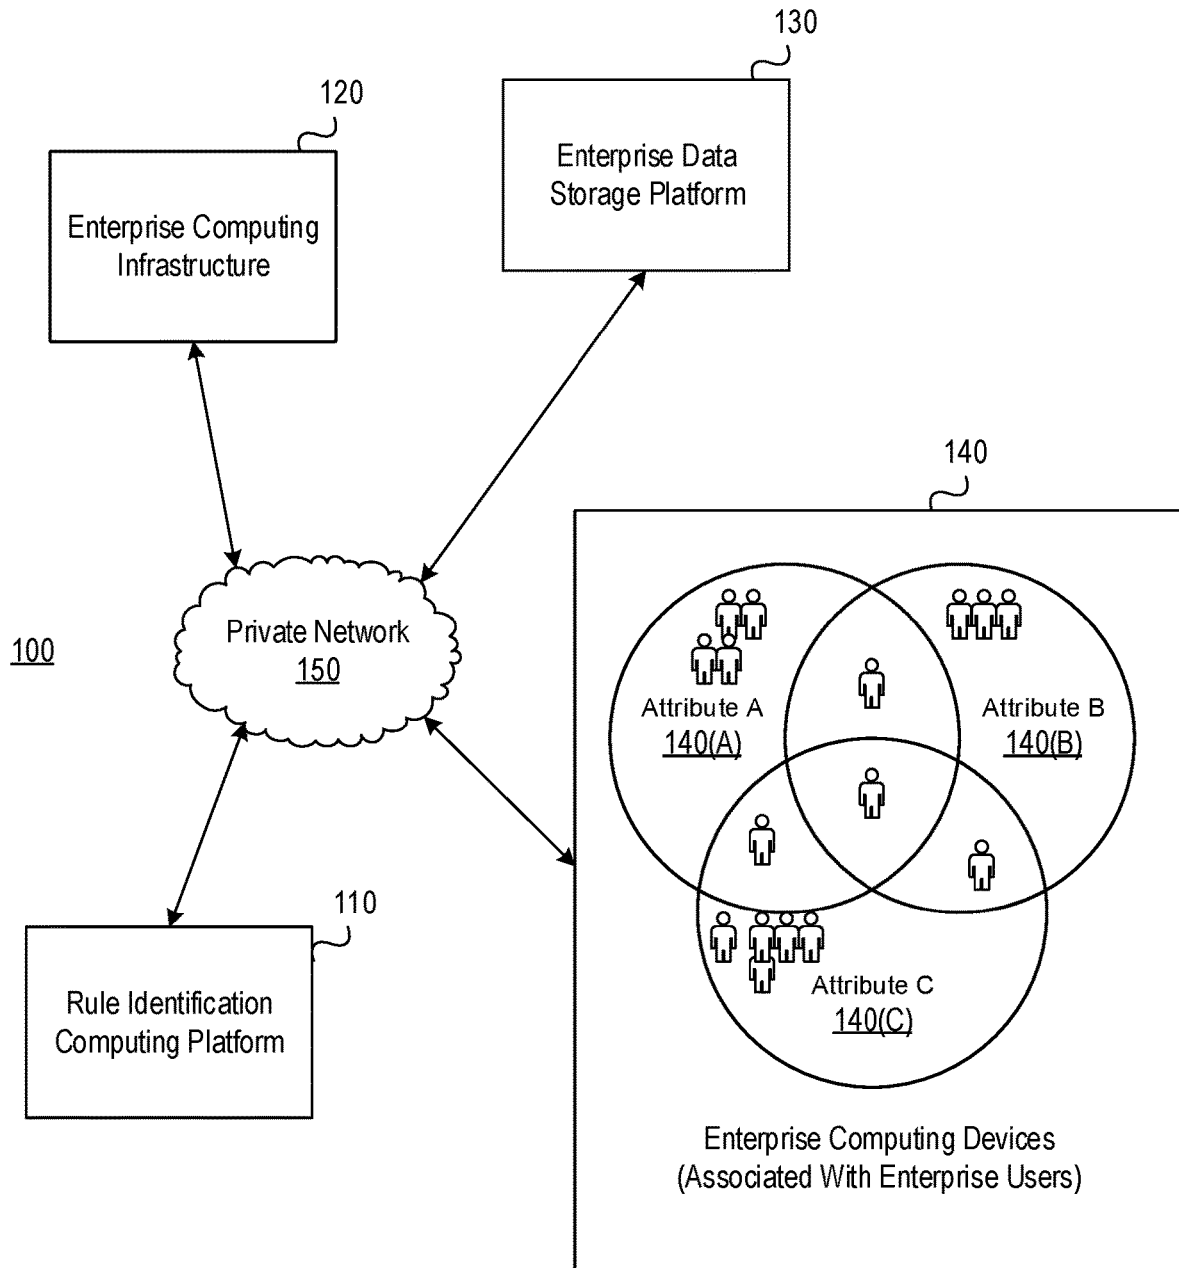 130
120
Enterprise Data
Storage Platform
Enterprise Computing
Infrastructure
140
Private Network
150
100
Attribute A
140(A)
Attribute B
140(B)
110
Rule Identification
Computing Platform
Attribute C
140(C)
Enterprise Computing Devices
(Associated With Enterprise Users)